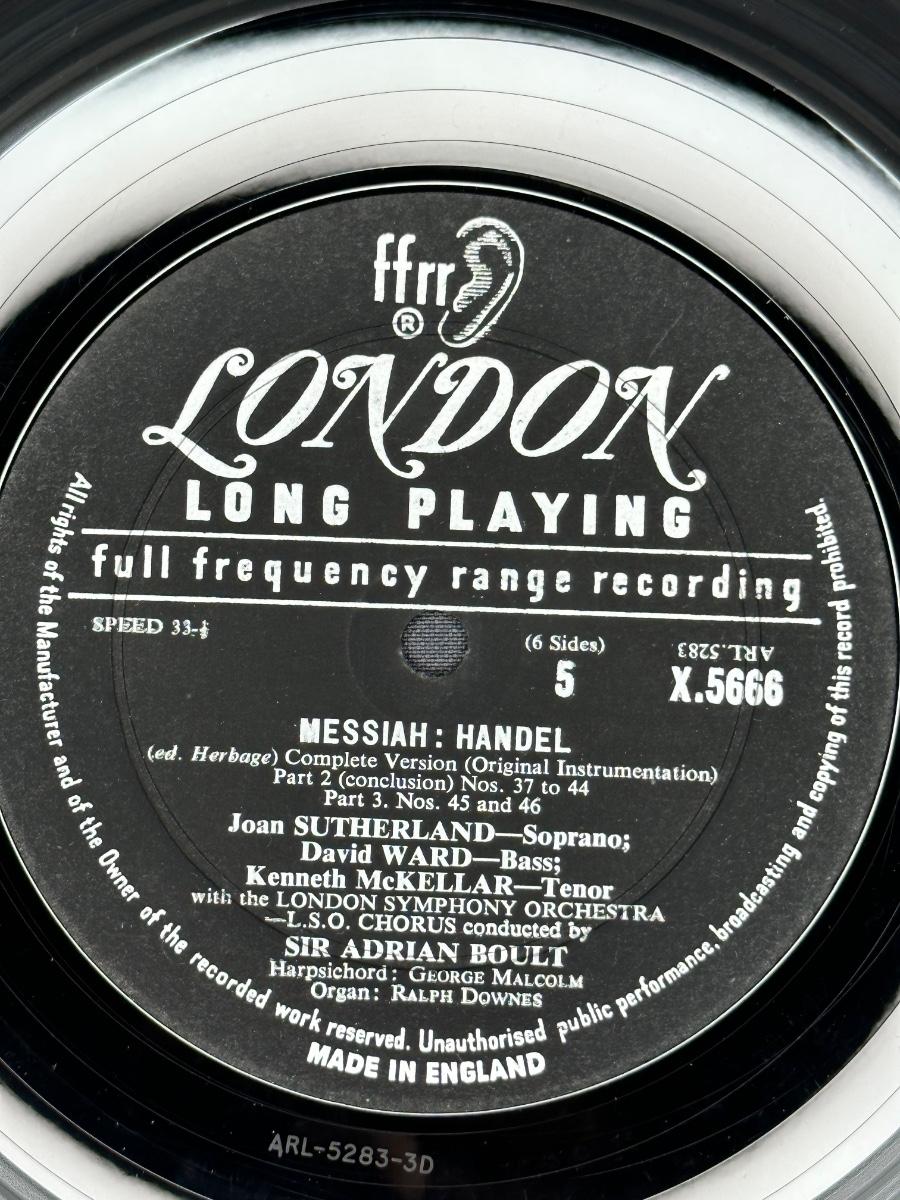 ffrr
®
LONDON
LONG PLAYING
full frequency range recording
SPEED 33-⅓
(6 Sides)
5
ARL.5283
X.5666
MESSIAH: HANDEL
(ed. Herbage) Complete Version (Original Instrumentation)
Part 2 (conclusion) Nos. 37 to 44
Part 3. Nos. 45 and 46
Joan SUTHERLAND—Soprano;
David WARD—Bass;
Kenneth McKELLAR—Tenor
with the LONDON SYMPHONY ORCHESTRA
—L.S.O. CHORUS conducted by
SIR ADRIAN BOULT
Harpsichord: GEORGE MALCOLM
Organ: RALPH DOWNES
All rights of the Manufacturer and of the Owner of the recorded work reserved. Unauthorised public performance, broadcasting and copying of this record prohibited.
MADE IN ENGLAND
ARL-5283-3D